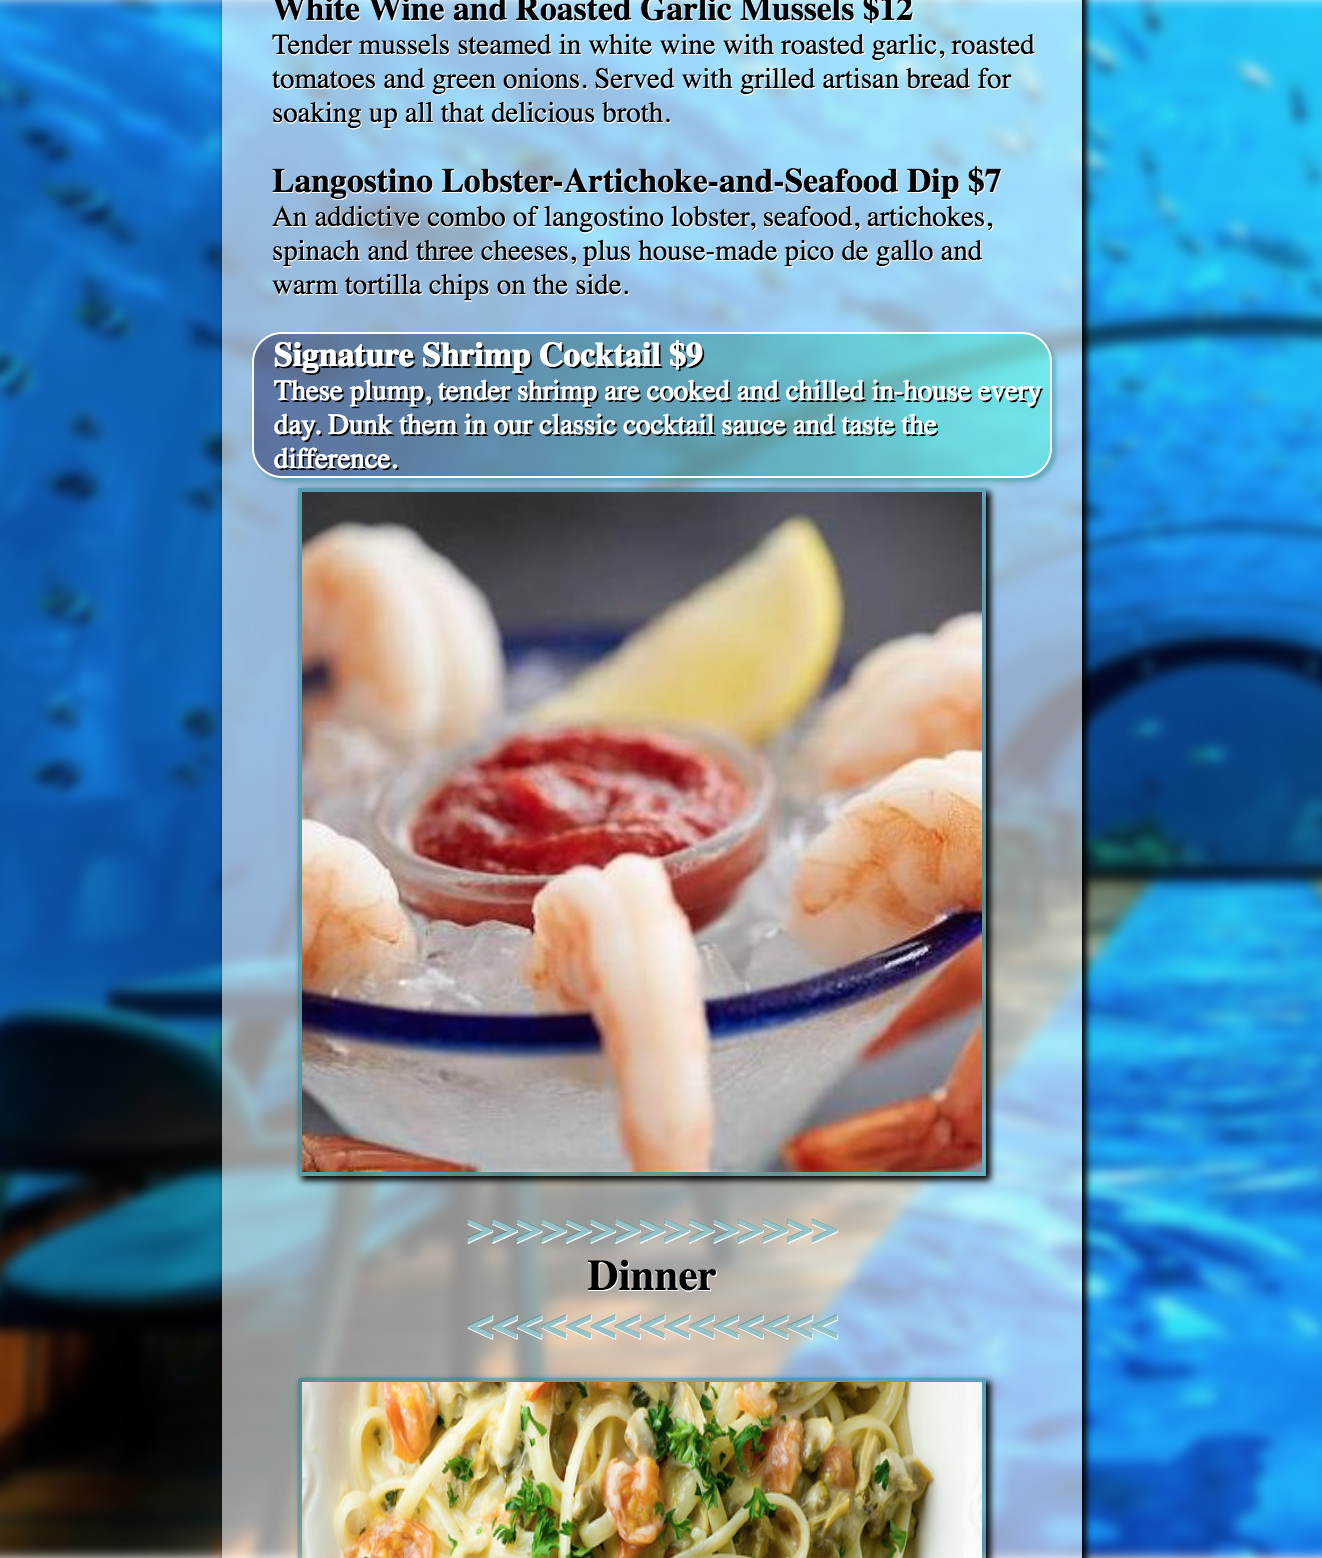 White Wine and Roasted Garlic Mussels $12
Tender mussels steamed in white wine with roasted garlic, roasted
tomatoes and green onions. Served with grilled artisan bread for
soaking up all that delicious broth.
Langostino Lobster-Artichoke-and-Seafood Dip $7
An addictive combo of langostino lobster, seafood, artichokes,
spinach and three cheeses, plus house-made pico de gallo and
warm tortilla chips on the side.
Signature Shrimp Cocktail $9
These plump, tender shrimp are cooked and chilled in-house every
day. Dunk them in our classic cocktail sauce and taste the
difference.
>>>>>>>>>>>>>>>
Dinner
<<<<<<<<<<<<<<<